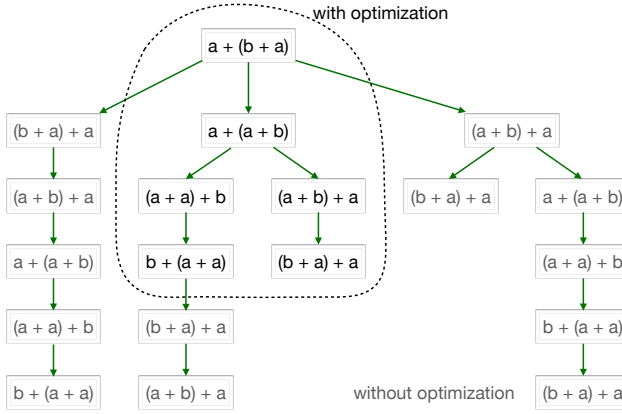 with optimization
a + (b + a)
(b + a) + a
a + (a + b)
(a + b) + a
(a + b) + a
(a + a) + b
(a + b) + a
(b + a) + a
a + (a + b)
a + (a + b)
b + (a + a)
(b + a) + a
(a + a) + b
(a + a) + b
(b + a) + a
b + (a + a)
b + (a + a)
(a + b) + a
without optimization
(b + a) + a